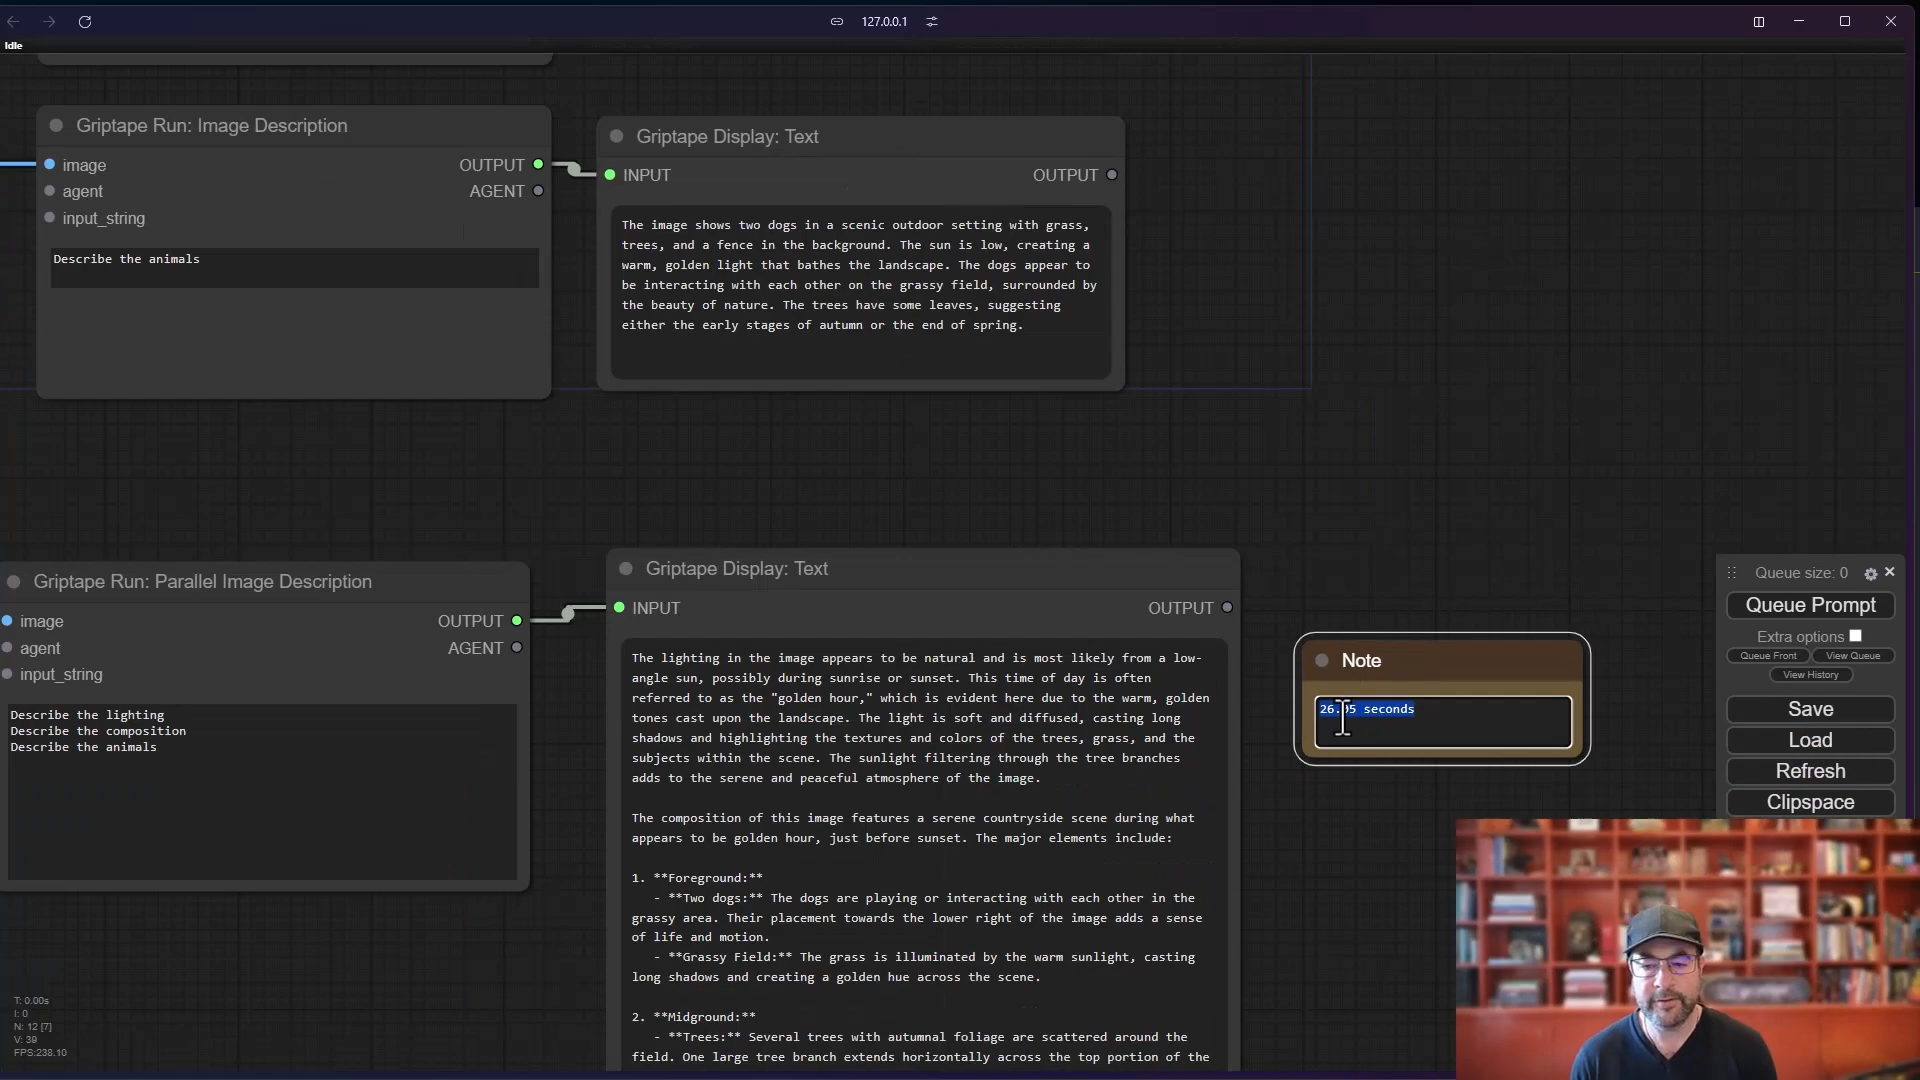 127.0.0.1
Idle
Griptape Run: Image Description
image
OUTPUT
agent
AGENT
input_string
Describe the animals
Griptape Display: Text
INPUT
OUTPUT
The image shows two dogs in a scenic outdoor setting with grass,
trees, and a fence in the background. The sun is low, creating a
warm, golden light that bathes the landscape. The dogs appear to
be interacting with each other on the grassy field, surrounded by
the beauty of nature. The trees have some leaves, suggesting
either the early stages of autumn or the end of spring.
Griptape Run: Parallel Image Description
image
OUTPUT
agent
AGENT
input_string
Describe the lighting
Describe the composition
Describe the animals
Griptape Display: Text
INPUT
OUTPUT
The lighting in the image appears to be natural and is most likely from a low-
angle sun, possibly during sunrise or sunset. This time of day is often
referred to as the "golden hour," which is evident here due to the warm, golden
tones cast upon the landscape. The light is soft and diffused, casting long
shadows and highlighting the textures and colors of the trees, grass, and the
subjects within the scene. The sunlight filtering through the tree branches
adds to the serene and peaceful atmosphere of the image.
The composition of this image features a serene countryside scene during what
appears to be golden hour, just before sunset. The major elements include:
1. **Foreground:**
- **Two dogs:** The dogs are playing or interacting with each other in the
grassy area. Their placement towards the lower right of the image adds a sense
of life and motion.
- **Grassy Field:** The grass is illuminated by the warm sunlight, casting
long shadows and creating a golden hue across the scene.
2. **Midground:**
- **Trees:** Several trees with autumnal foliage are scattered around the
field. One large tree branch extends horizontally across the top portion of the
Note
seconds
Queue size: 0
Queue Prompt
Extra options
Queue Front
View Queue
View History
Save
Load
Refresh
Clipspace
T: 0.00s
I: 0
N: 12 [7]
V: 39
FPS:238.10